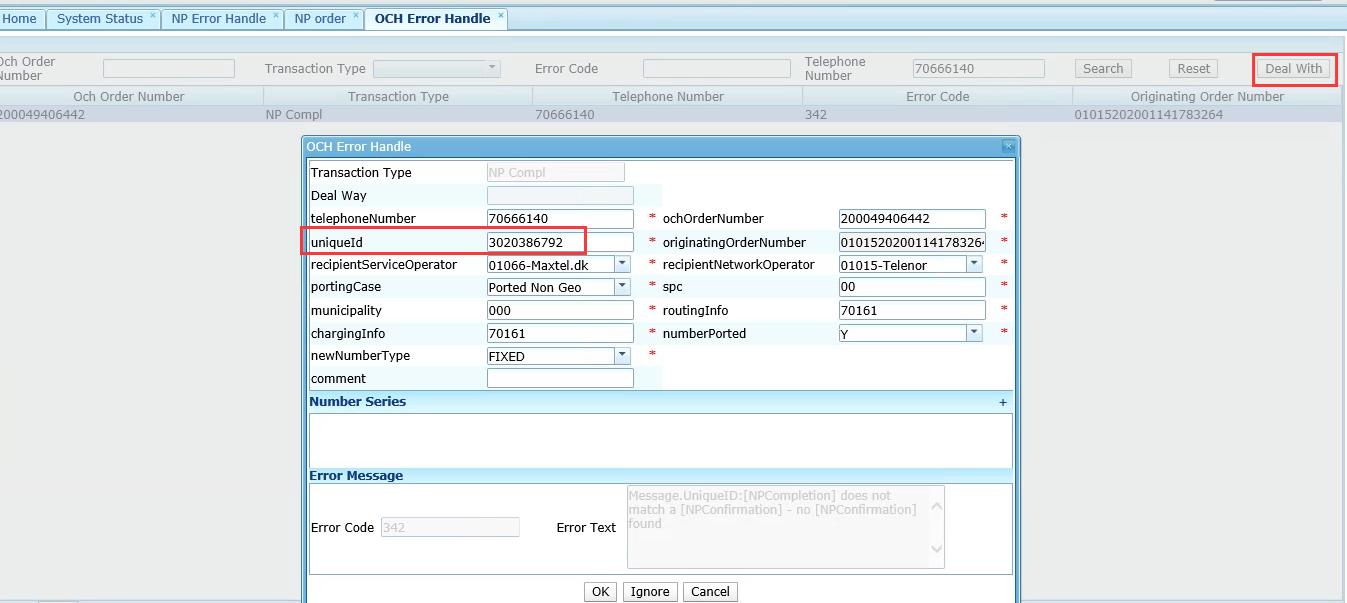 Home System Status × NP Error Handle × NP order × OCH Error Handle ×
Och Order Number Transaction Type Error Code Telephone Number 70666140 Search Reset Deal With
Och Order Number Transaction Type Telephone Number Error Code Originating Order Number
200049406442 NP Compl 70666140 342 01015202001141783264
OCH Error Handle ×
Transaction Type NP Compl
Deal Way
telephoneNumber 70666140 * ochOrderNumber 200049406442 *
uniqueId 3020386792 * originatingOrderNumber 01015202001141783264 *
recipientServiceOperator 01066-Maxtel.dk * recipientNetworkOperator 01015-Telenor *
portingCase Ported Non Geo * spc 00 *
municipality 000 * routingInfo 70161 *
chargingInfo 70161 * numberPorted Y *
newNumberType FIXED *
comment
Number Series +
Error Message
Error Code 342 Error Text
Message.UniqueID:[NPCompletion] does not
match a [NPConfirmation] - no [NPConfirmation]
found
OK Ignore Cancel